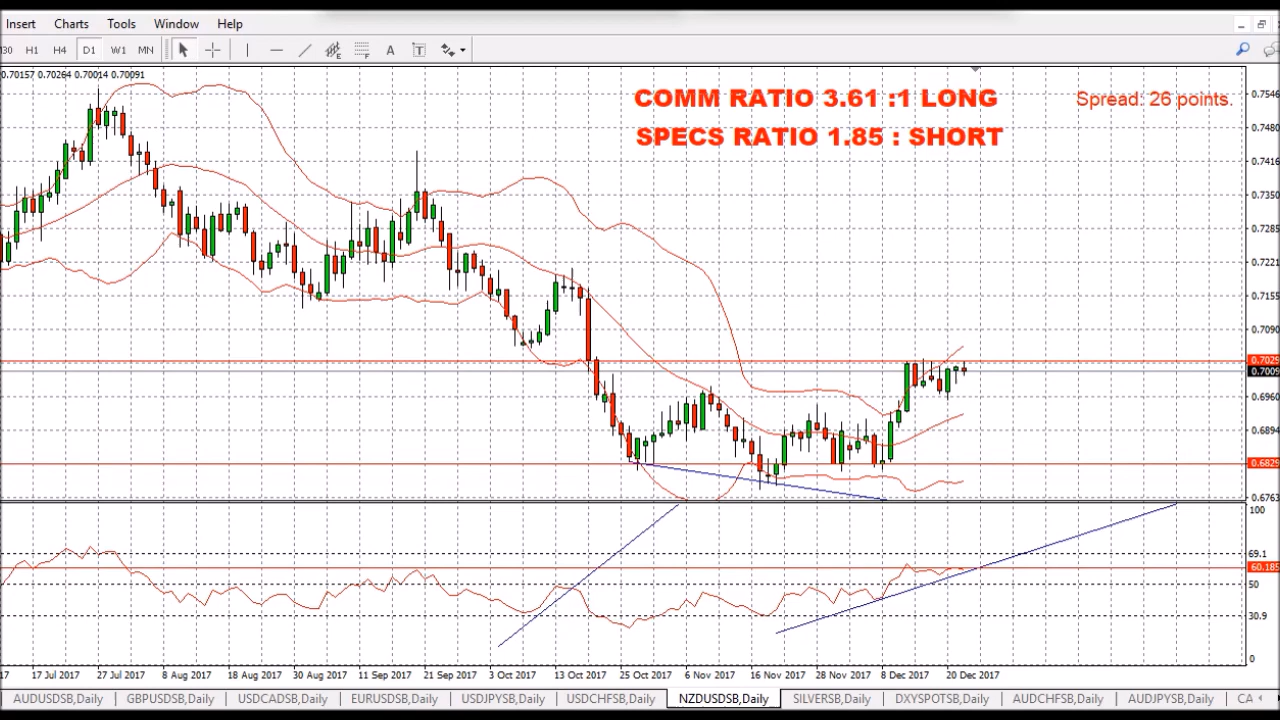 Insert Charts Tools Window Help
M30 H1 H4 D1 W1 MN A T
0.70157 0.70264 0.70014 0.70091
COMM RATIO 3.61 :1 LONG
SPECS RATIO 1.85 : SHORT
Spread: 26 points.
0.7546
0.7480
0.7416
0.7350
0.7285
0.7221
0.7155
0.7090
0.7029
0.7009
0.6960
0.6894
0.6829
0.6763
100
69.1
60.185
50
30.9
0
17 17 Jul 2017 27 Jul 2017 8 Aug 2017 18 Aug 2017 30 Aug 2017 11 Sep 2017 21 Sep 2017 3 Oct 2017 13 Oct 2017 25 Oct 2017 6 Nov 2017 16 Nov 2017 28 Nov 2017 8 Dec 2017 20 Dec 2017
AUDUSDSB,Daily GBPUSDSB,Daily USDCADSB,Daily EURUSDSB,Daily USDJPYSB,Daily USDCHFSB,Daily NZDUSDSB,Daily SILVERSB,Daily DXYSPOTSB,Daily AUDCHFSB,Daily AUDJPYSB,Daily CA